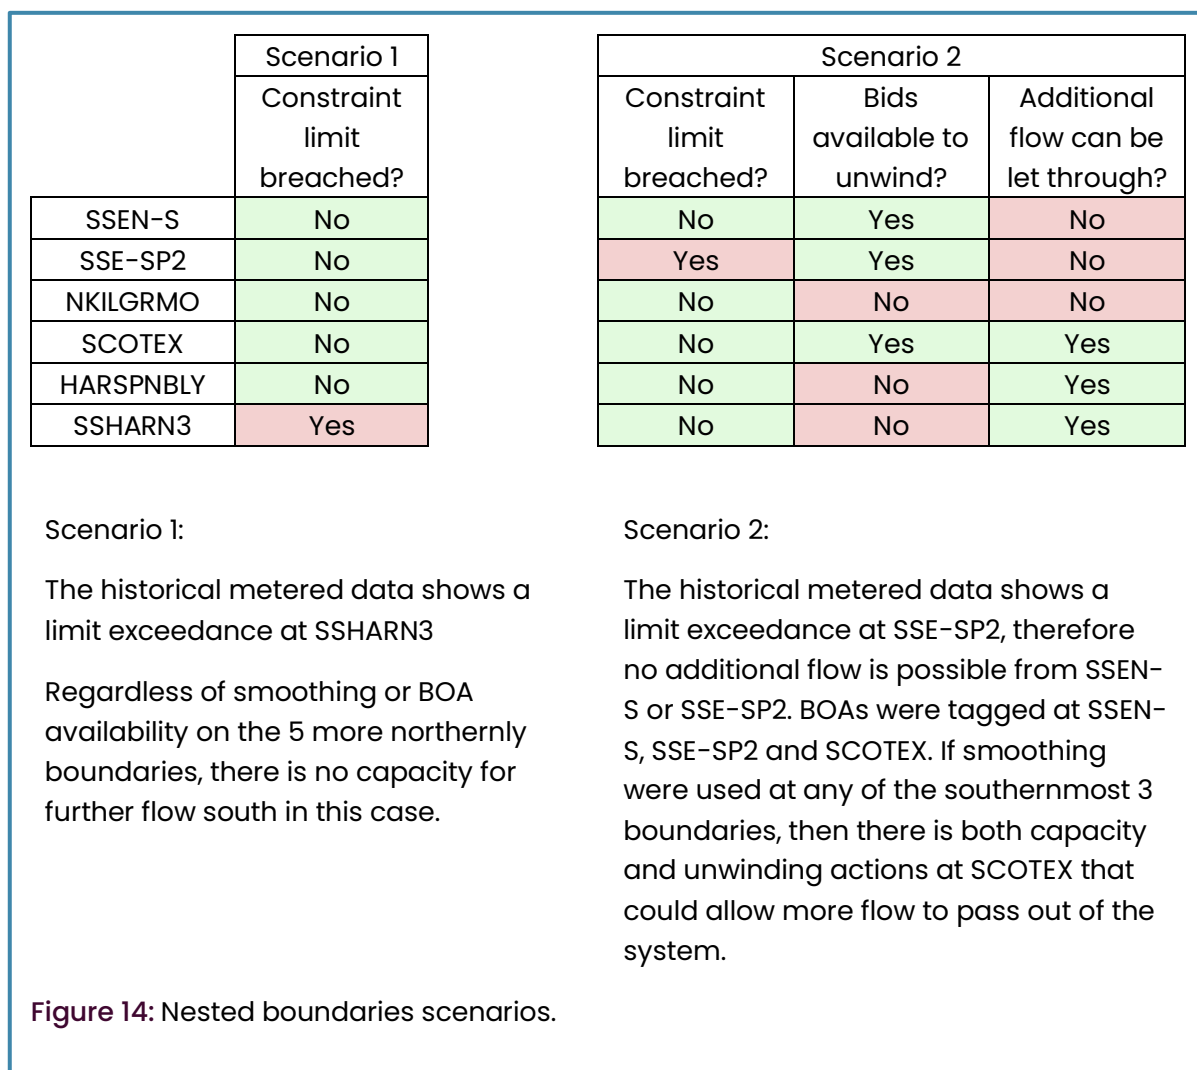 Scenario 1
Scenario 2
Constraint limit breached?
Constraint limit breached?
Bids available to unwind?
Additional flow can be let through?
SSEN-S No No Yes No
SSE-SP2 No Yes Yes No
NKILGRMO No No No No
SCOTEX No No Yes Yes
HARSPNBLY No No No Yes
SSHARN3 Yes No No Yes
Scenario 1:
The historical metered data shows a
limit exceedance at SSHARN3
Regardless of smoothing or BOA
availability on the 5 more northernly
boundaries, there is no capacity for
further flow south in this case.
Scenario 2:
The historical metered data shows a
limit exceedance at SSE-SP2, therefore
no additional flow is possible from SSEN-
S or SSE-SP2. BOAs were tagged at SSEN-
S, SSE-SP2 and SCOTEX. If smoothing
were used at any of the southernmost 3
boundaries, then there is both capacity
and unwinding actions at SCOTEX that
could allow more flow to pass out of the
system.
Figure 14: Nested boundaries scenarios.